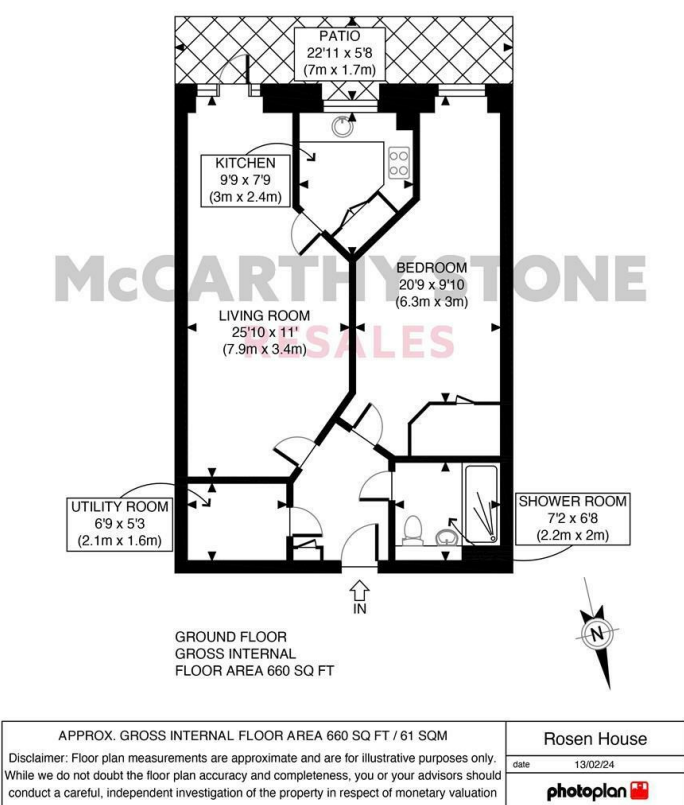 PATIO
22'11 x 5'8
(7m x 1.7m)
KITCHEN
9'9 x 7'9
(3m x 2.4m)
McCARTHY STONE
RESALES
BEDROOM
20'9 x 9'10
(6.3m x 3m)
LIVING ROOM
25'10 x 11'
(7.9m x 3.4m)
UTILITY ROOM
6'9 x 5'3
(2.1m x 1.6m)
SHOWER ROOM
7'2 x 6'8
(2.2m x 2m)
IN
N
GROUND FLOOR
GROSS INTERNAL
FLOOR AREA 660 SQ FT
APPROX. GROSS INTERNAL FLOOR AREA 660 SQ FT / 61 SQM
Disclaimer: Floor plan measurements are approximate and are for illustrative purposes only.
While we do not doubt the floor plan accuracy and completeness, you or your advisors should
conduct a careful, independent investigation of the property in respect of monetary valuation
Rosen House
date 13/02/24
photoplan